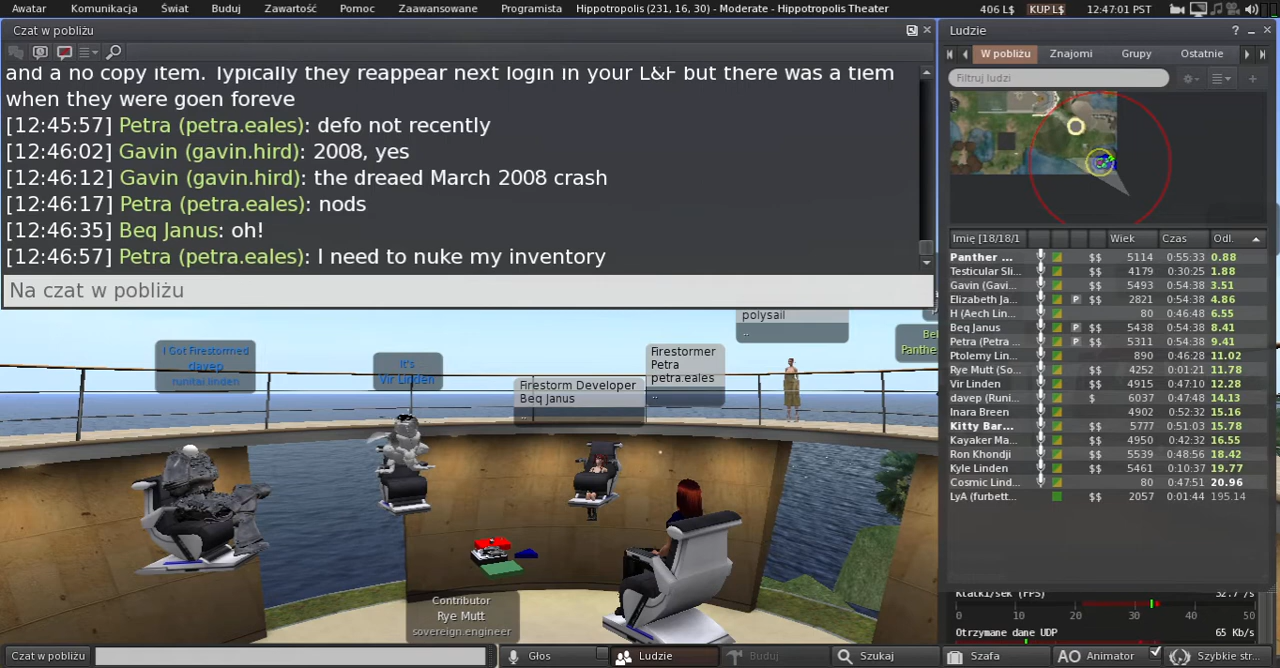 Awatar Komunikacja Świat Buduj Zawartość Pomoc Zaawansowane Programista Hippotropolis (231, 16, 30) - Moderate - Hippotropolis Theater 406 L$ KUP L$ 12:47:01 PST
Czat w pobliżu
and a no copy item. Typically they reappear next login in your L&F but there was a tiem
when they were goen foreve
[12:45:57] Petra (petra.eales): defo not recently
[12:46:02] Gavin (gavin.hird): 2008, yes
[12:46:12] Gavin (gavin.hird): the dreaed March 2008 crash
[12:46:17] Petra (petra.eales): nods
[12:46:35] Beq Janus: oh!
[12:46:57] Petra (petra.eales): I need to nuke my inventory
Na czat w pobliżu
Ludzie
W pobliżu Znajomi Grupy Ostatnie
Filtruj ludzi
Imię [18/18/1 Wiek Czas Odl.
Panther ... $$ 5114 0:55:33 0.88
Testicular Sli... $$ 4179 0:30:25 1.88
Gavin (Gavi... $$ 5493 0:54:38 3.51
Elizabeth Ja... P $$ 2821 0:54:38 4.86
H (Aech Lin... 80 0:46:48 6.55
Beq Janus P $$ 5438 0:54:38 8.41
Petra (Petra ... P $$ 5311 0:54:38 9.41
Ptolemy Lin... 890 0:46:28 11.02
Rye Mutt (So... $$ 4252 0:01:21 11.78
Vir Linden $$ 4915 0:47:10 12.28
davep (Runi... $ 6037 0:47:48 14.13
Inara Breen 4902 0:52:32 15.16
Kitty Bar... $$ 5777 0:51:03 15.78
Kayaker Ma... $$ 4950 0:42:32 16.55
Ron Khondji $$ 5539 0:48:56 18.42
Kyle Linden $$ 5461 0:10:37 19.77
Cosmic Lind... 80 0:47:51 20.96
LyA (furbett... $$ 2057 0:01:44 195.14
Klatki/sek (FPS) 32.7 /s
0 10 20 30 40 50
Otrzymane dane UDP 65 Kb/s
polysail
..
I Got Firestormed
davep
runitai linden
It's
Vir Linden
Firestorm Developer
Beq Janus
..
Firestormer
Petra
petra.eales
..
Panthe
Contributor
Rye Mutt
sovereign.engineer
Czat w pobliżu Głos Ludzie Buduj Szukaj Szafa AO Animator Szybkie str...